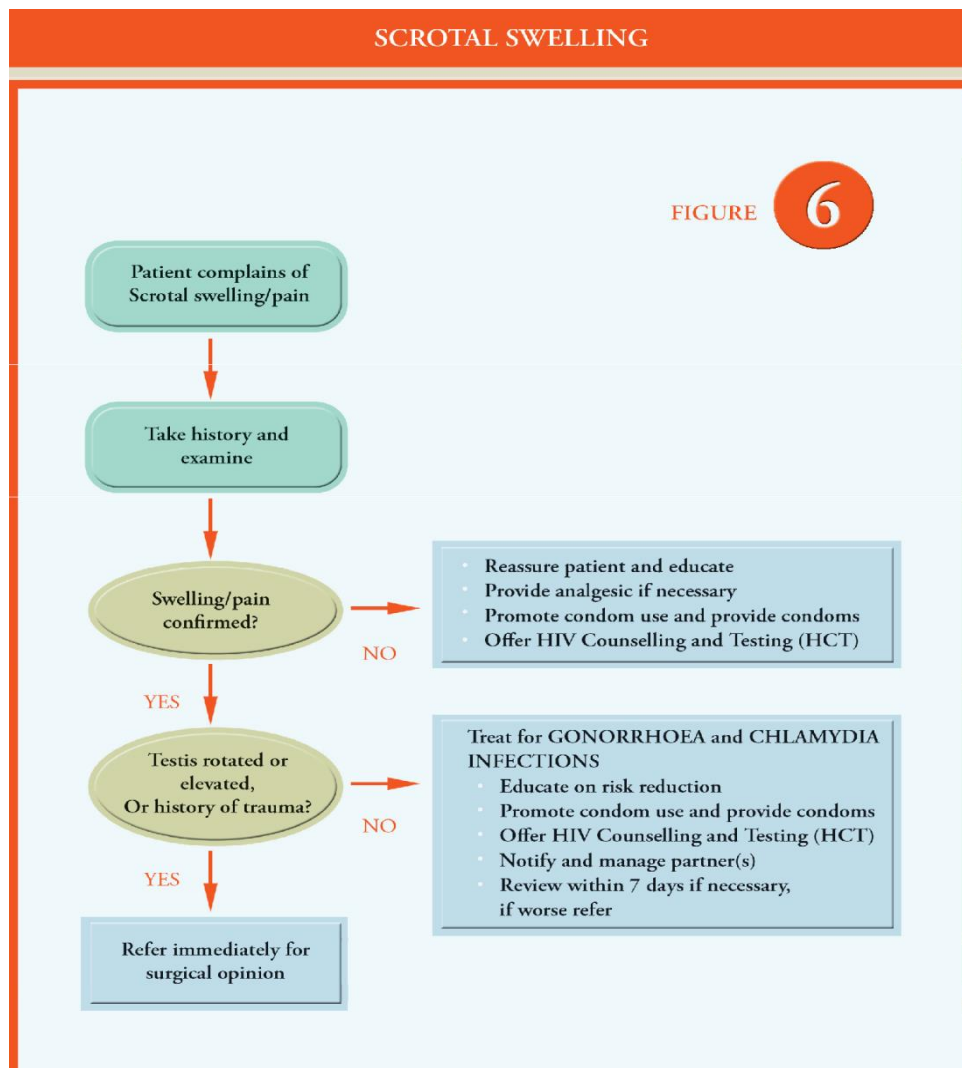 SCROTAL SWELLING
FIGURE 6
Patient complains of
Scrotal swelling/pain
Take history and
examine
Swelling/pain
confirmed?
NO
• Reassure patient and educate
• Provide analgesic if necessary
• Promote condom use and provide condoms
• Offer HIV Counselling and Testing (HCT)
YES
Testis rotated or
elevated,
Or history of trauma?
NO
Treat for GONORRHOEA and CHLAMYDIA
INFECTIONS
• Educate on risk reduction
• Promote condom use and provide condoms
• Offer HIV Counselling and Testing (HCT)
• Notify and manage partner(s)
• Review within 7 days if necessary,
if worse refer
YES
Refer immediately for
surgical opinion